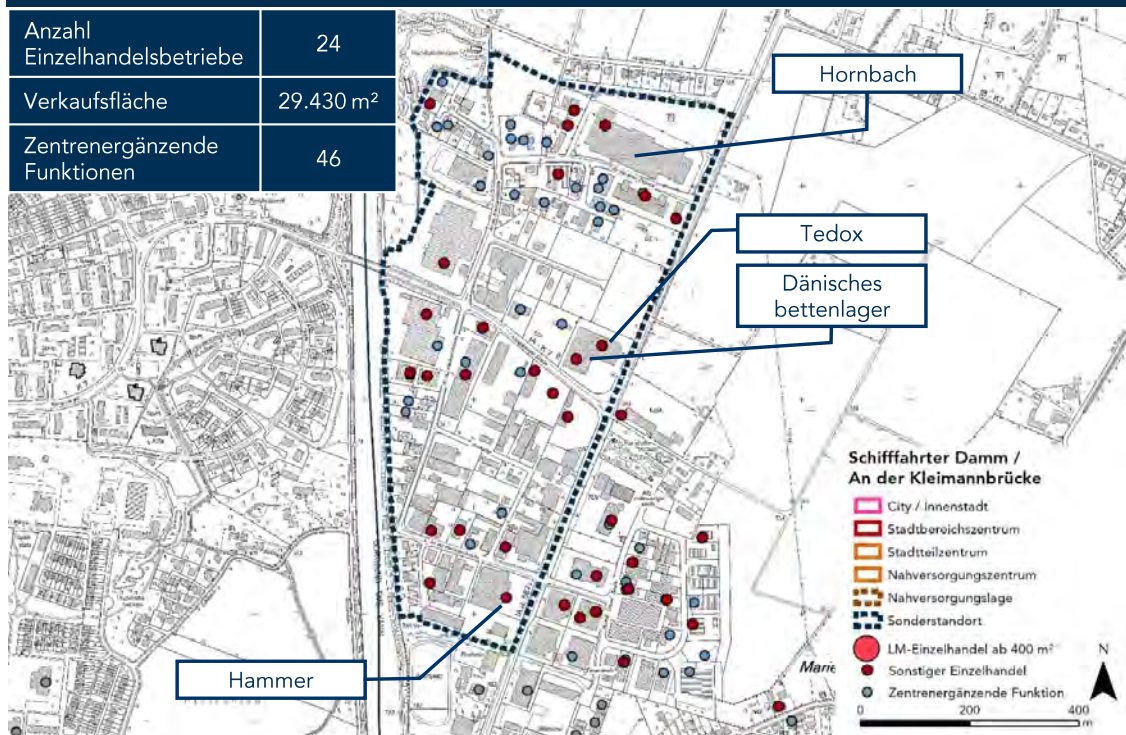 Anzahl
Einzelhandelsbetriebe
24
Verkaufsfläche
29.430 m²
Zentrenergänzende
Funktionen
46
Hornbach
Tedox
Dänisches
bettenlager
Hammer
Schifffahrter Damm /
An der Kleimannbrücke
City / Innenstadt
Stadtbereichszentrum
Stadtteilzentrum
Nahversorgungszentrum
Nahversorgungslage
Sonderstandort
LM-Einzelhandel ab 400 m²
Sonstiger Einzelhandel
Zentrenergänzende Funktion
N
0 200 400
m
Marie